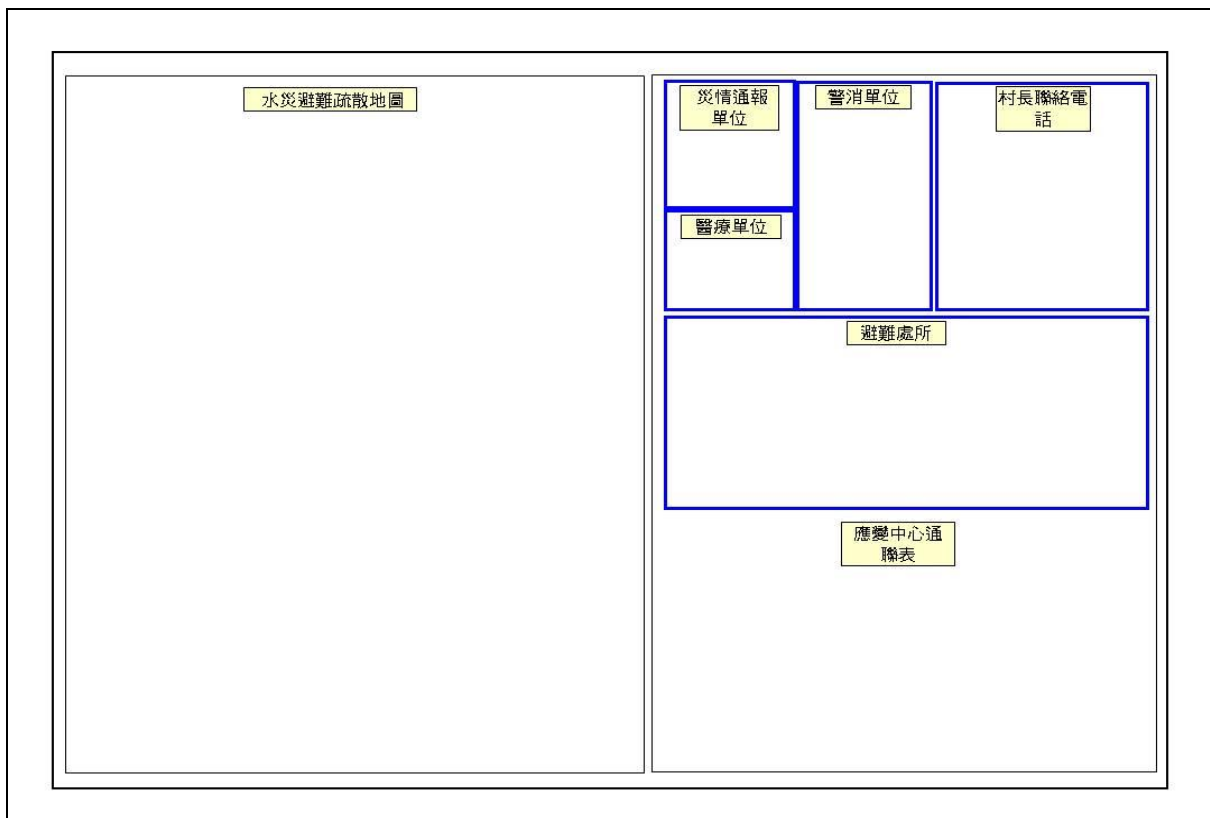 水災避難疏散地圖
災情通報
單位
警消單位
村長聯絡電
話
醫療單位
避難處所
應變中心通
聯表